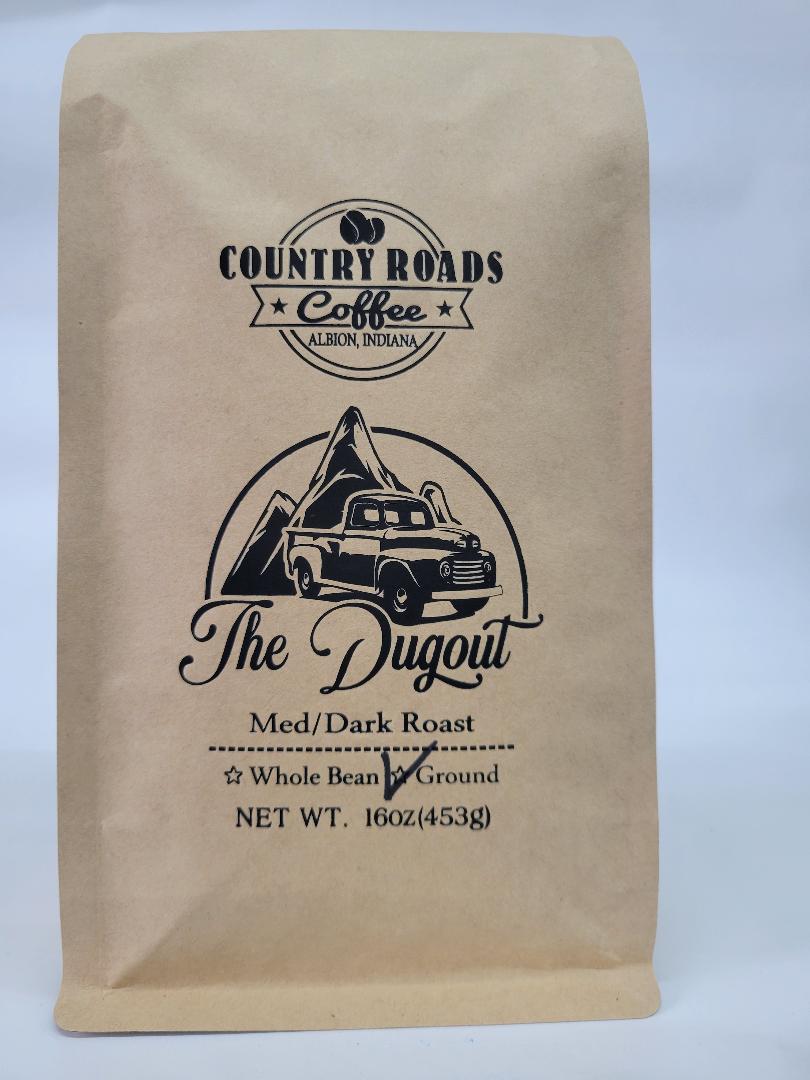 COUNTRY ROADS
Coffee
ALBION, INDIANA
The Dugout
Med/Dark Roast
☆ Whole Bean ☆ Ground
NET WT. 16oz(453g)